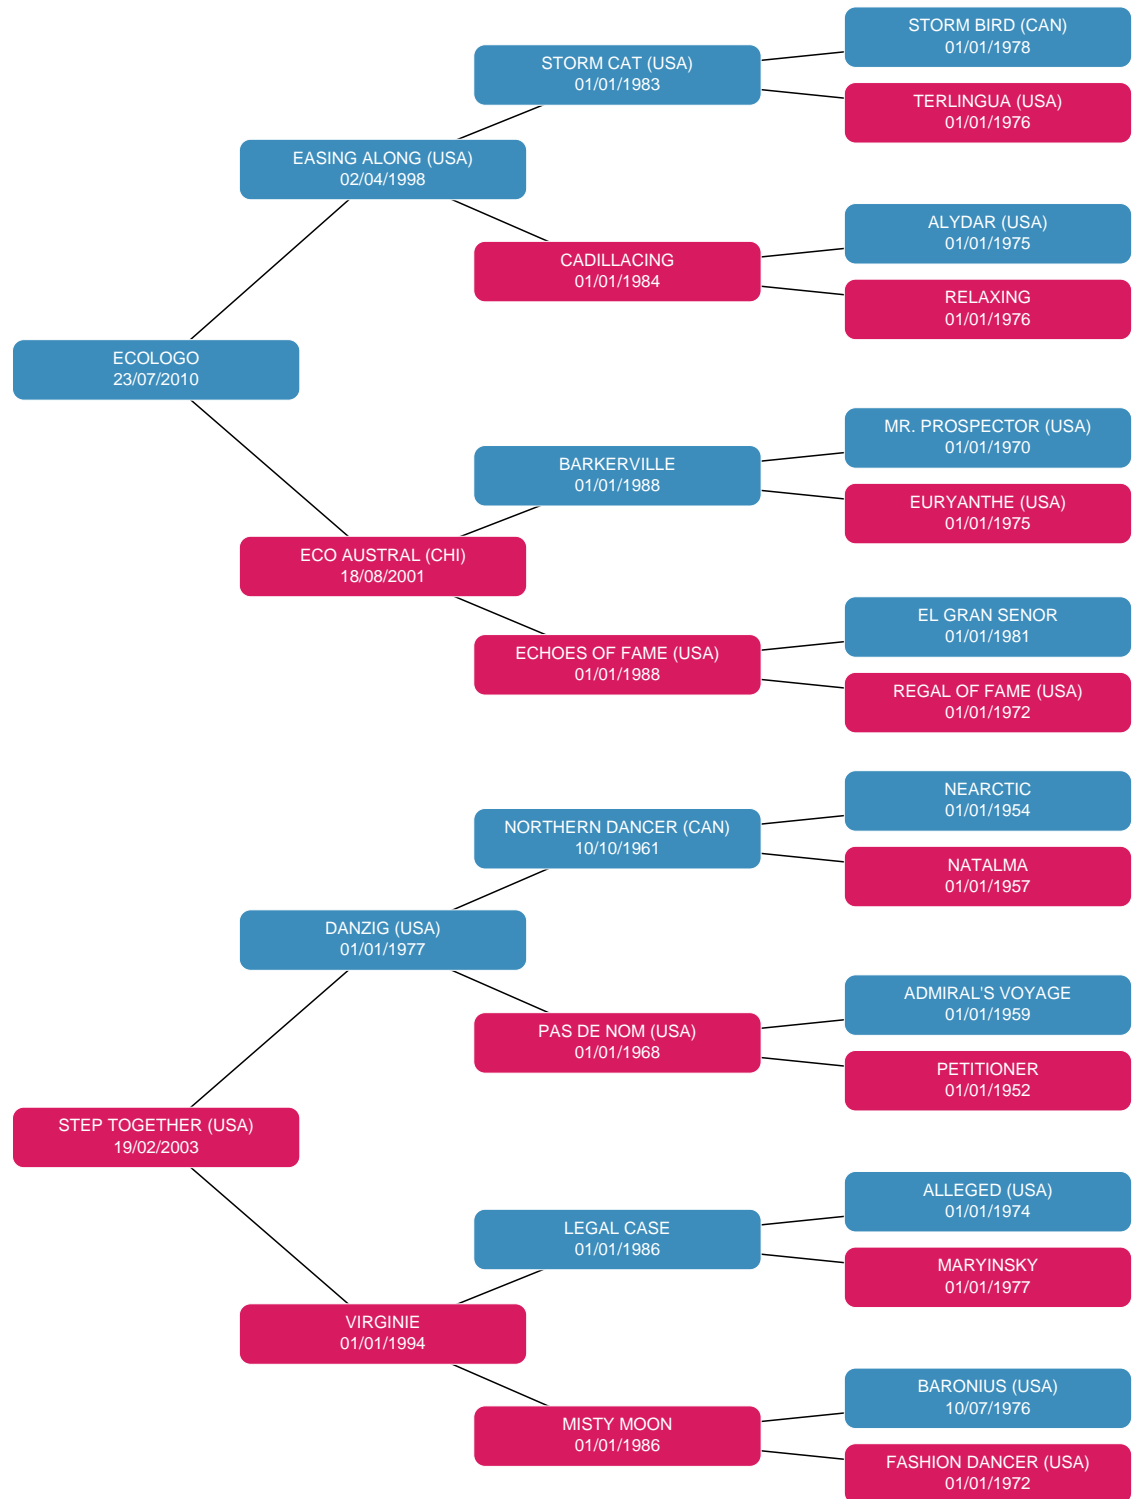 STORM BIRD (CAN)
01/01/1978
STORM CAT (USA)
01/01/1983
TERLINGUA (USA)
01/01/1976
EASING ALONG (USA)
02/04/1998
ALYDAR (USA)
01/01/1975
CADILLACING
01/01/1984
RELAXING
01/01/1976
ECOLOGO
23/07/2010
MR. PROSPECTOR (USA)
01/01/1970
BARKERVILLE
01/01/1988
EURYANTHE (USA)
01/01/1975
ECO AUSTRAL (CHI)
18/08/2001
EL GRAN SENOR
01/01/1981
ECHOES OF FAME (USA)
01/01/1988
REGAL OF FAME (USA)
01/01/1972
NEARCTIC
01/01/1954
NORTHERN DANCER (CAN)
10/10/1961
NATALMA
01/01/1957
DANZIG (USA)
01/01/1977
ADMIRAL'S VOYAGE
01/01/1959
PAS DE NOM (USA)
01/01/1968
PETITIONER
01/01/1952
STEP TOGETHER (USA)
19/02/2003
ALLEGED (USA)
01/01/1974
LEGAL CASE
01/01/1986
MARYINSKY
01/01/1977
VIRGINIE
01/01/1994
BARONIUS (USA)
10/07/1976
MISTY MOON
01/01/1986
FASHION DANCER (USA)
01/01/1972